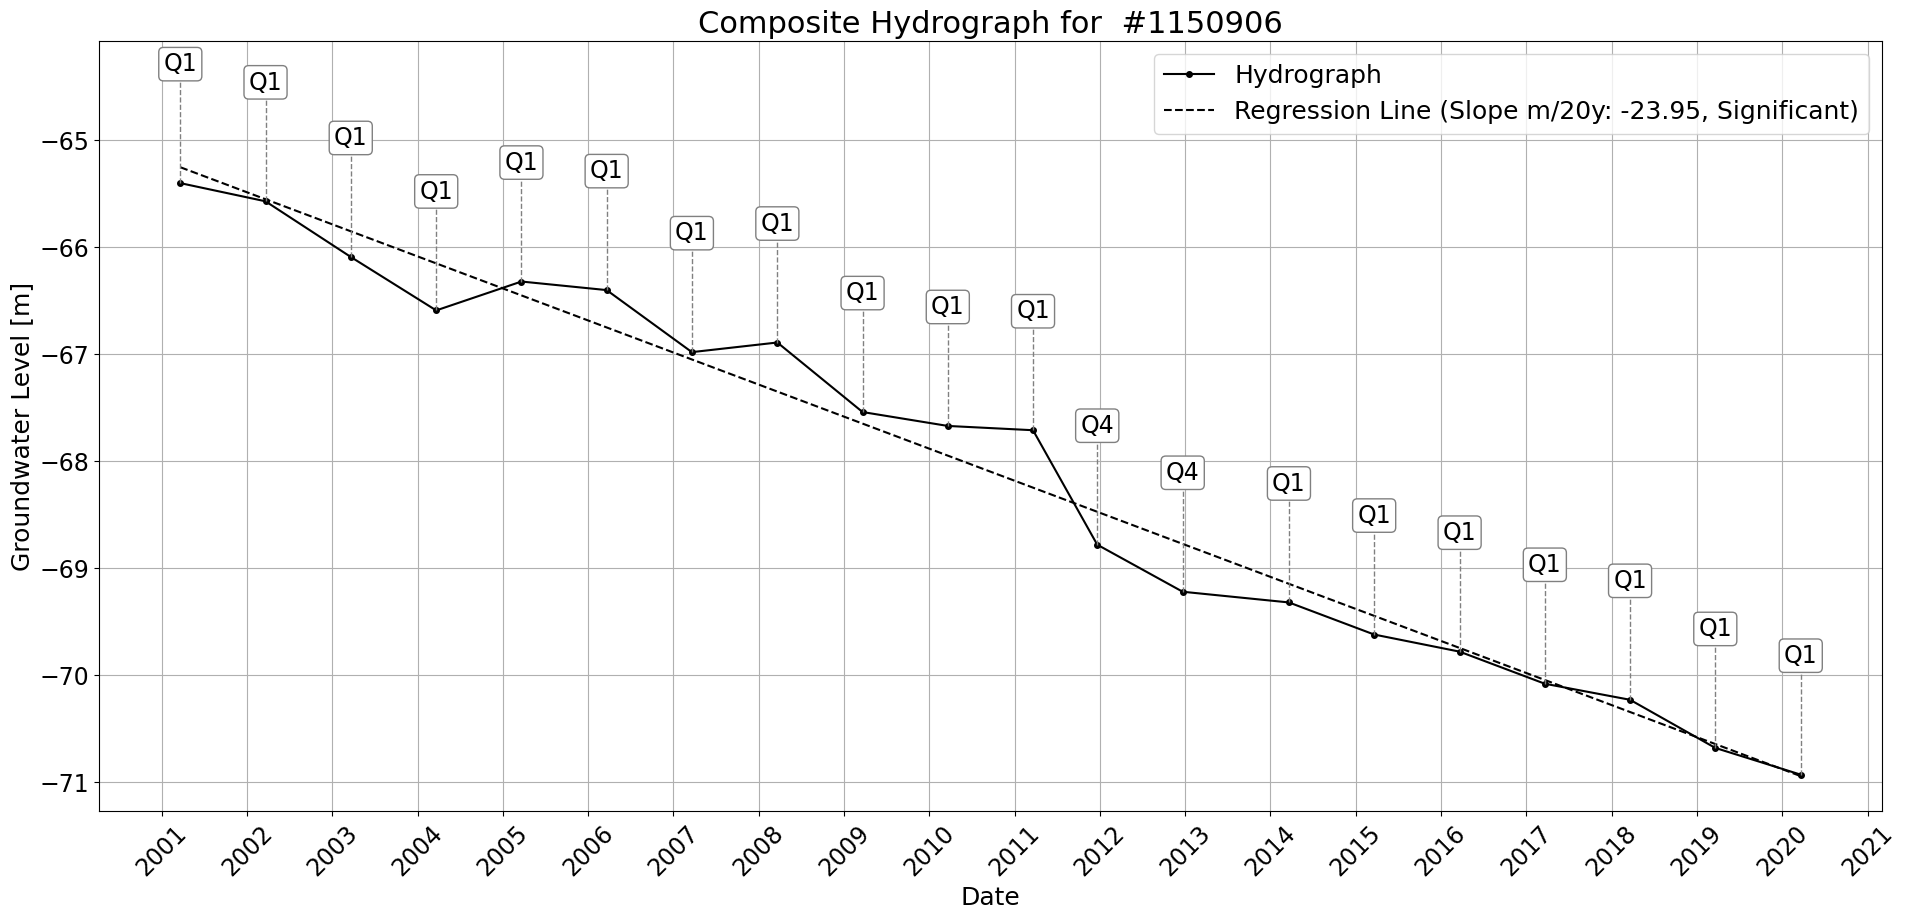 Composite Hydrograph for  #1150906
Hydrograph
Regression Line (Slope m/20y: -23.95, Significant)
Q1
Q1
Q1
Q1
Q1
Q1
Q1
Q1
Q1
Q1
Q1
Q4
Q4
Q1
Q1
Q1
Q1
Q1
Q1
Q1
Groundwater Level [m]
−65
−66
−67
−68
−69
−70
−71
2001
2002
2003
2004
2005
2006
2007
2008
2009
2010
2011
2012
2013
2014
2015
2016
2017
2018
2019
2020
2021
Date